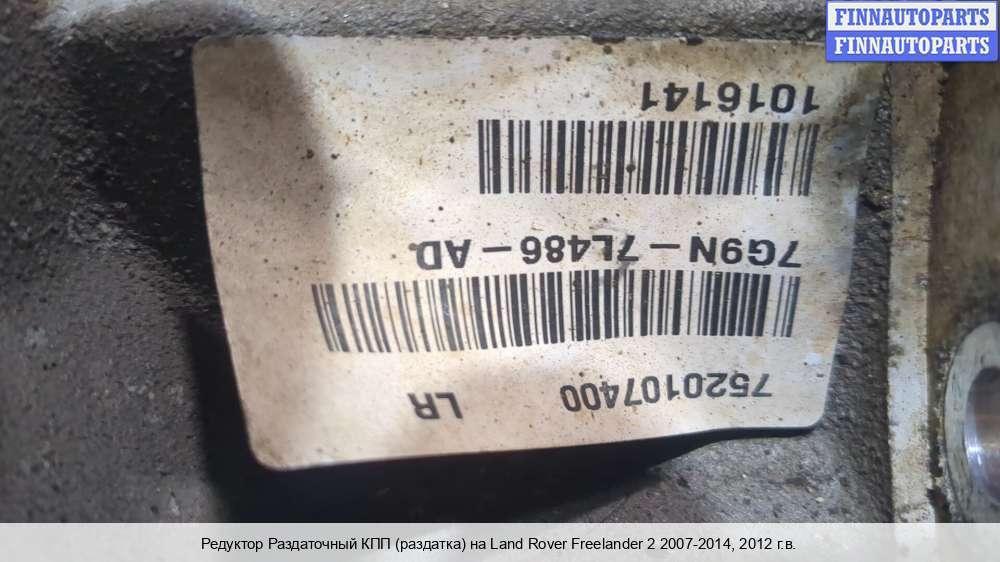 FINNAUTOPARTS
FINNAUTOPARTS
7520107400 LR
7G9N-7L486-AD
1016141
Редуктор Раздаточный КПП (раздатка) на Land Rover Freelander 2 2007-2014, 2012 г.в.